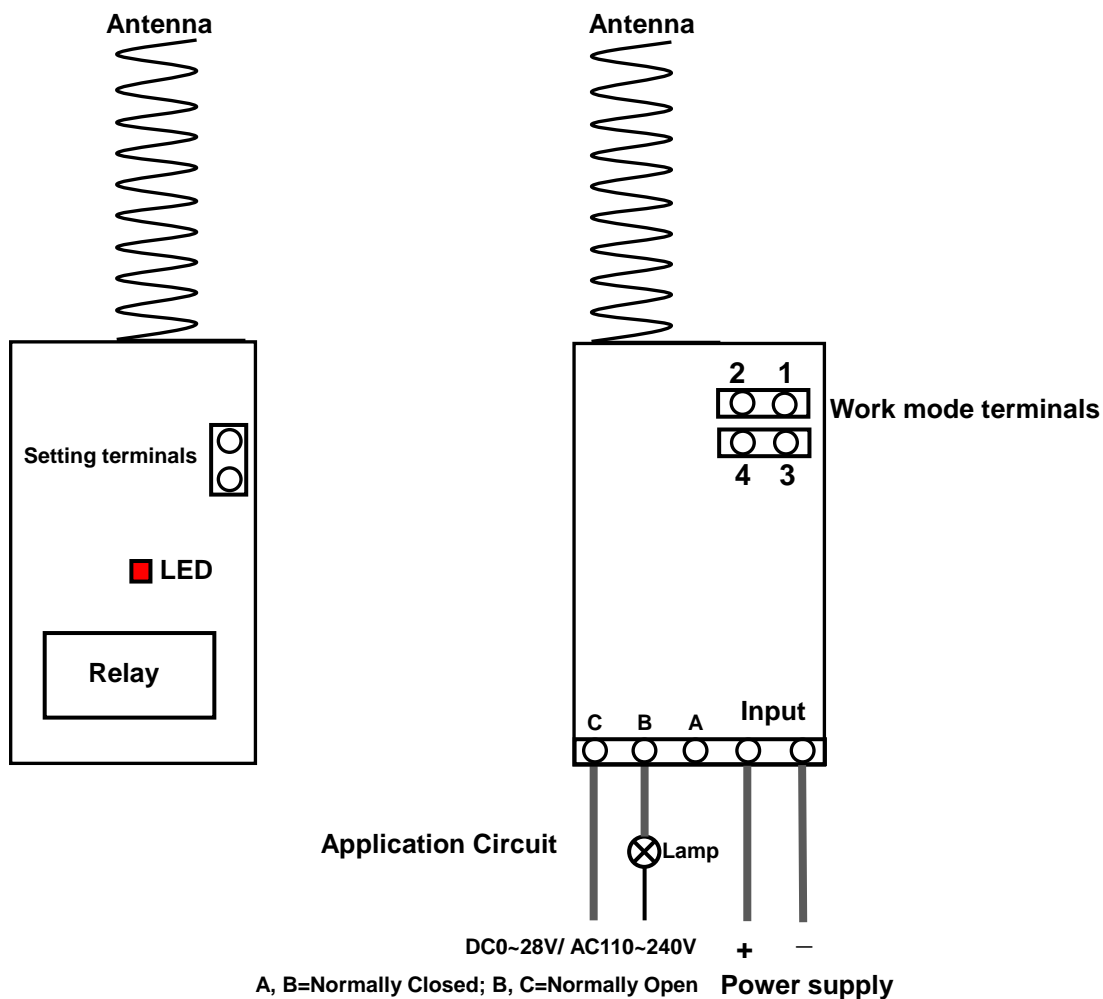 Antenna
Setting terminals
LED
Relay
Antenna
2 1
Work mode terminals
4 3
Input
C B A
Application Circuit
Lamp
DC0~28V/ AC110~240V
+ −
A, B=Normally Closed; B, C=Normally Open
Power supply